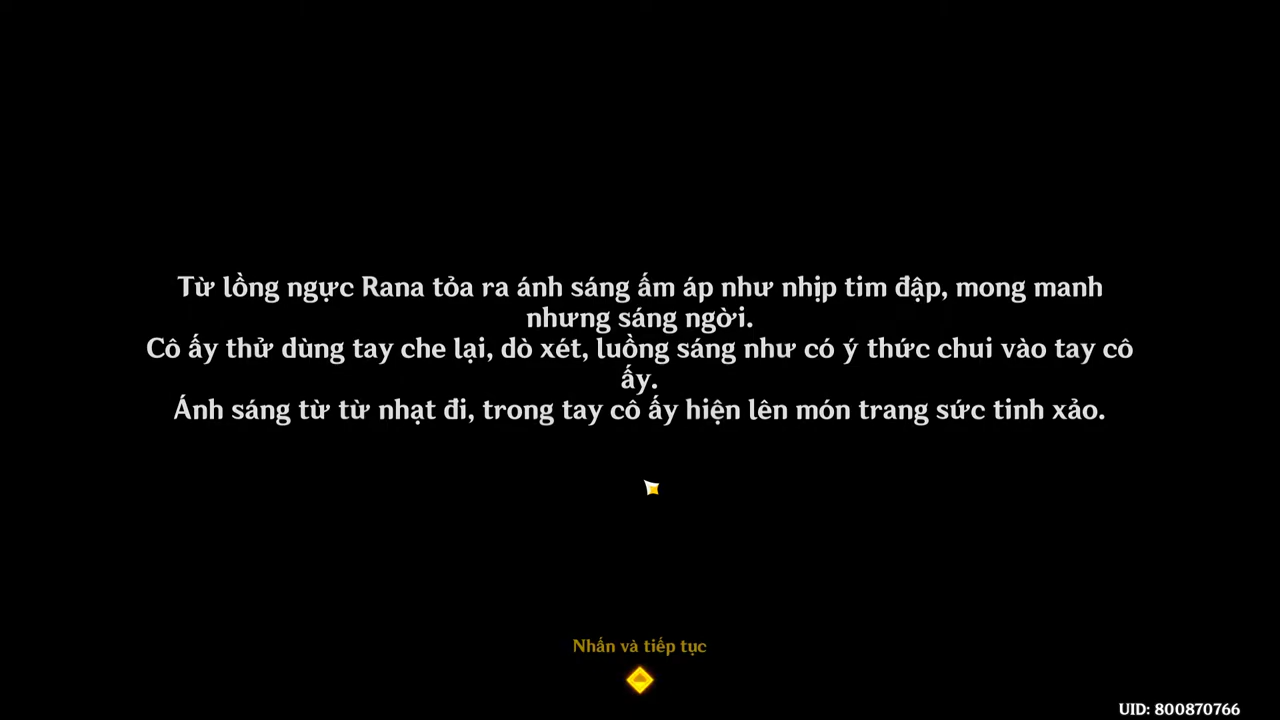 Từ lồng ngực Rana tỏa ra ánh sáng ấm áp như nhịp tim đập, mong manh
nhưng sáng ngời.
Cô ấy thử dùng tay che lại, dò xét, luồng sáng như có ý thức chui vào tay cô
ấy.
Ánh sáng từ từ nhạt đi, trong tay cô ấy hiện lên món trang sức tinh xảo.
Nhấn và tiếp tục
UID: 800870766